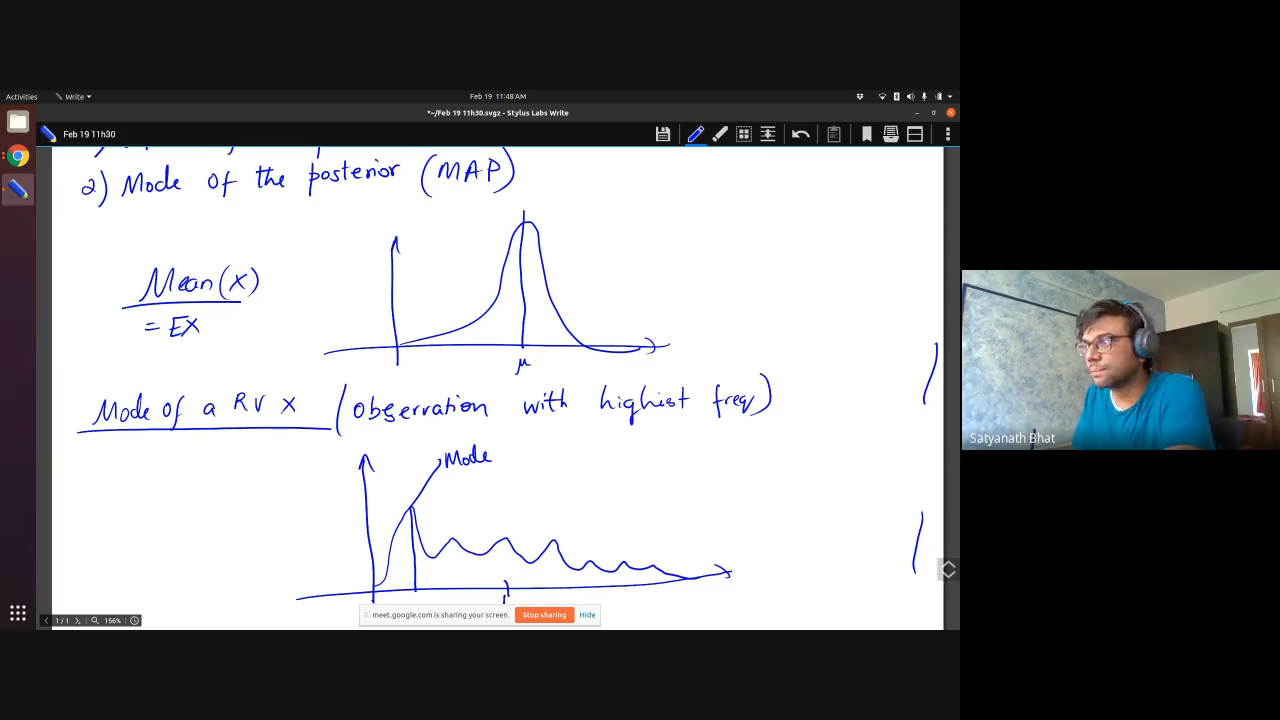 Activities
Write
Feb 19 11:48 AM
*~/Feb 19 11h30.svgz - Stylus Labs Write
Feb 19 11h30
2) Mode of the posterior (MAP)
Mean(X)
= EX
μ
Mode of a RV X (observation with highest freq)
Mode
meet.google.com is sharing your screen.
Stop sharing
Hide
1/1
156%
Satyanath Bhat